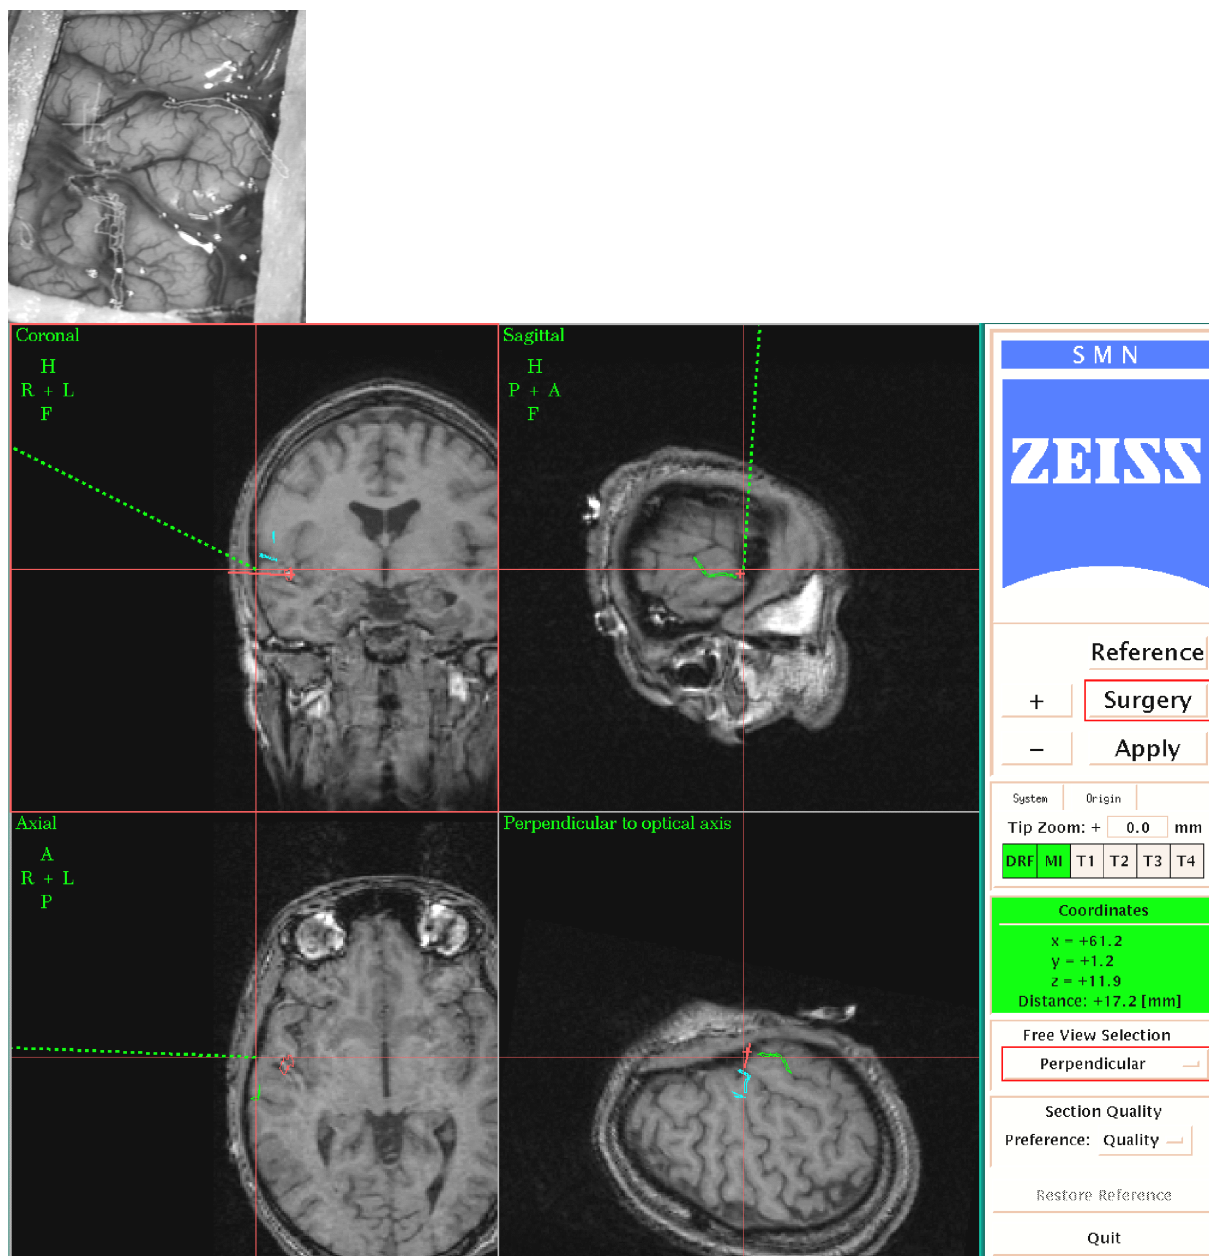 Coronal
H
R + L
F
Sagittal
H
P + A
F
Axial
A
R + L
P
Perpendicular to optical axis
SMN
ZEISS
Reference
+ Surgery
− Apply
System Origin
Tip Zoom: + 0.0 mm
DRF MI T1 T2 T3 T4
Coordinates
x = +61.2
y = +1.2
z = +11.9
Distance: +17.2 [mm]
Free View Selection
Perpendicular
Section Quality
Preference: Quality
Restore Reference
Quit